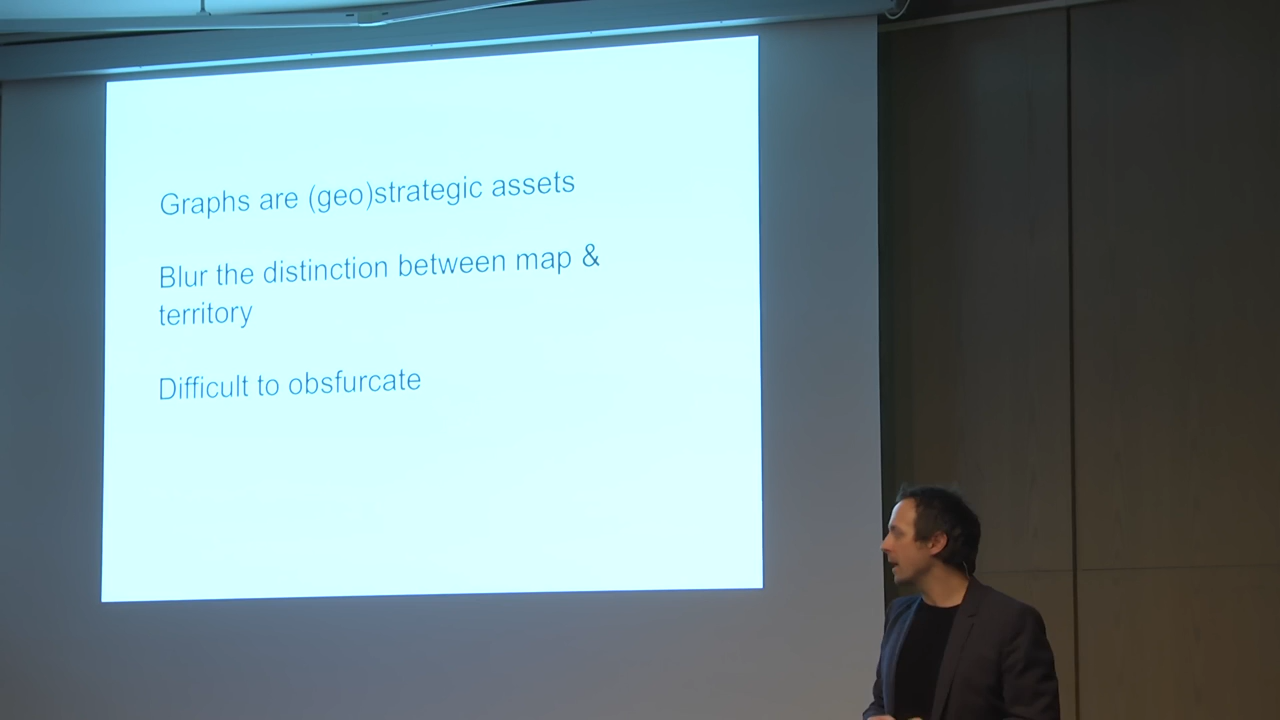 Graphs are (geo)strategic assets
Blur the distinction between map &
territory
Difficult to obsfurcate